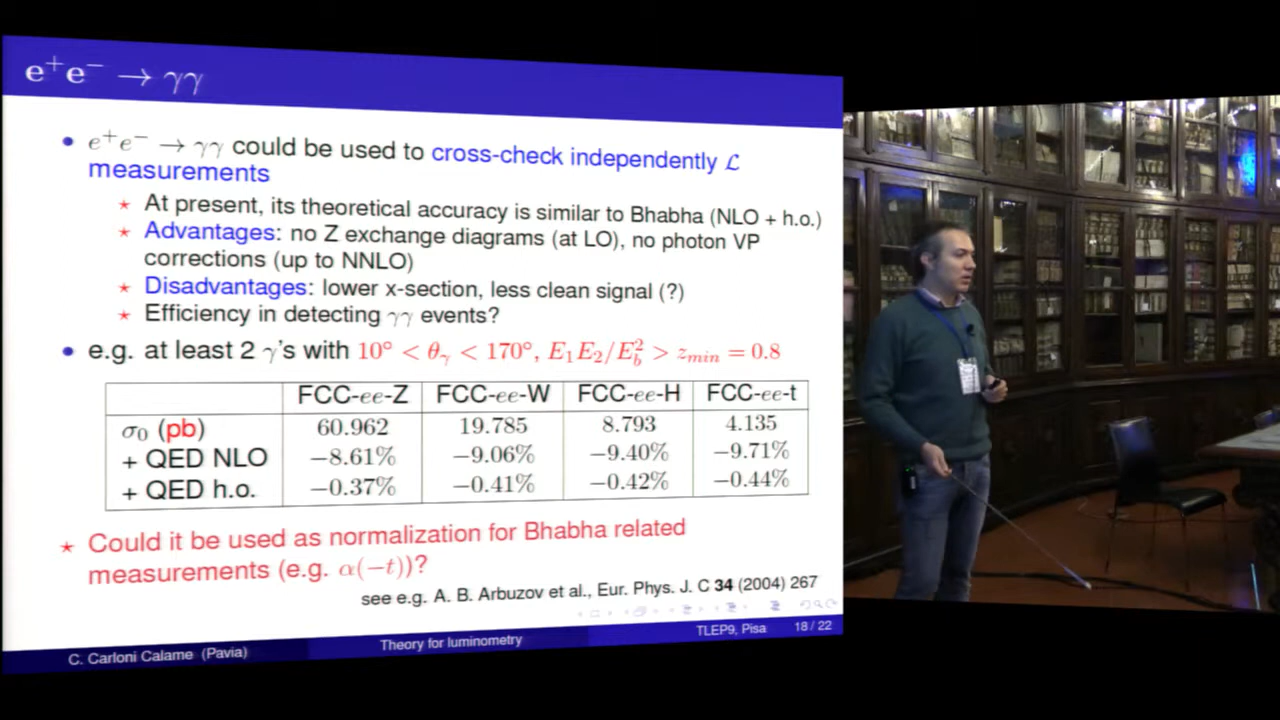 e⁺e⁻ → γγ
• e⁺e⁻ → γγ could be used to cross-check independently ℒ
measurements
⋆ At present, its theoretical accuracy is similar to Bhabha (NLO + h.o.)
⋆ Advantages: no Z exchange diagrams (at LO), no photon VP
corrections (up to NNLO)
⋆ Disadvantages: lower x-section, less clean signal (?)
⋆ Efficiency in detecting γγ events?
• e.g. at least 2 γ's with 10° < θ_γ < 170°, E₁E₂/E_b² > z_min = 0.8
FCC-ee-Z FCC-ee-W FCC-ee-H FCC-ee-t
σ₀ (pb) 60.962 19.785 8.793 4.135
+ QED NLO −8.61% −9.06% −9.40% −9.71%
+ QED h.o. −0.37% −0.41% −0.42% −0.44%
⋆ Could it be used as normalization for Bhabha related
measurements (e.g. α(−t))?
see e.g. A. B. Arbuzov et al., Eur. Phys. J. C 34 (2004) 267
C. Carloni Calame (Pavia) Theory for luminometry TLEP9, Pisa 18 / 22